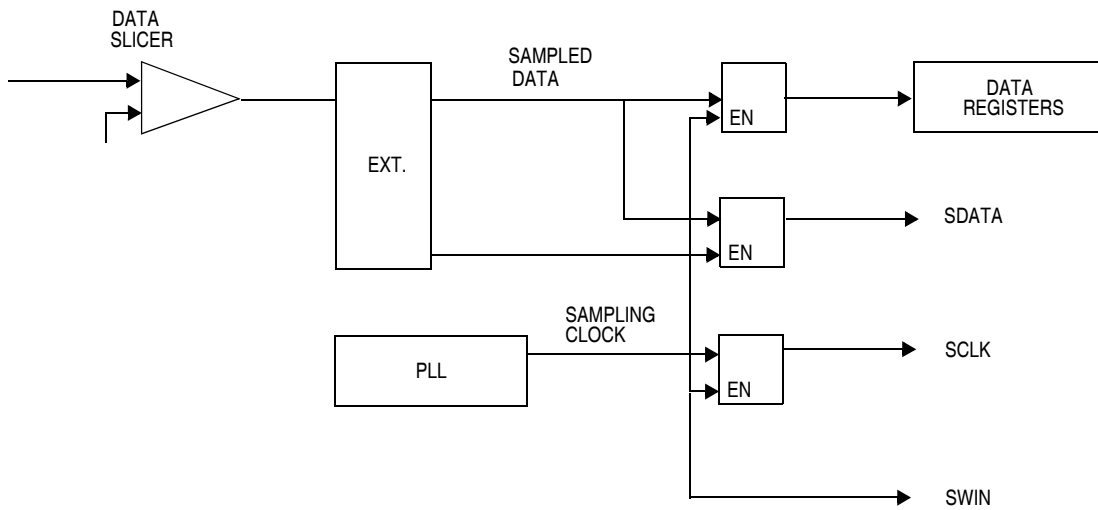 DATA
SLICER
SAMPLED
DATA
EN
DATA
REGISTERS
EXT.
SDATA
EN
SAMPLING
CLOCK
PLL
EN
SCLK
SWIN